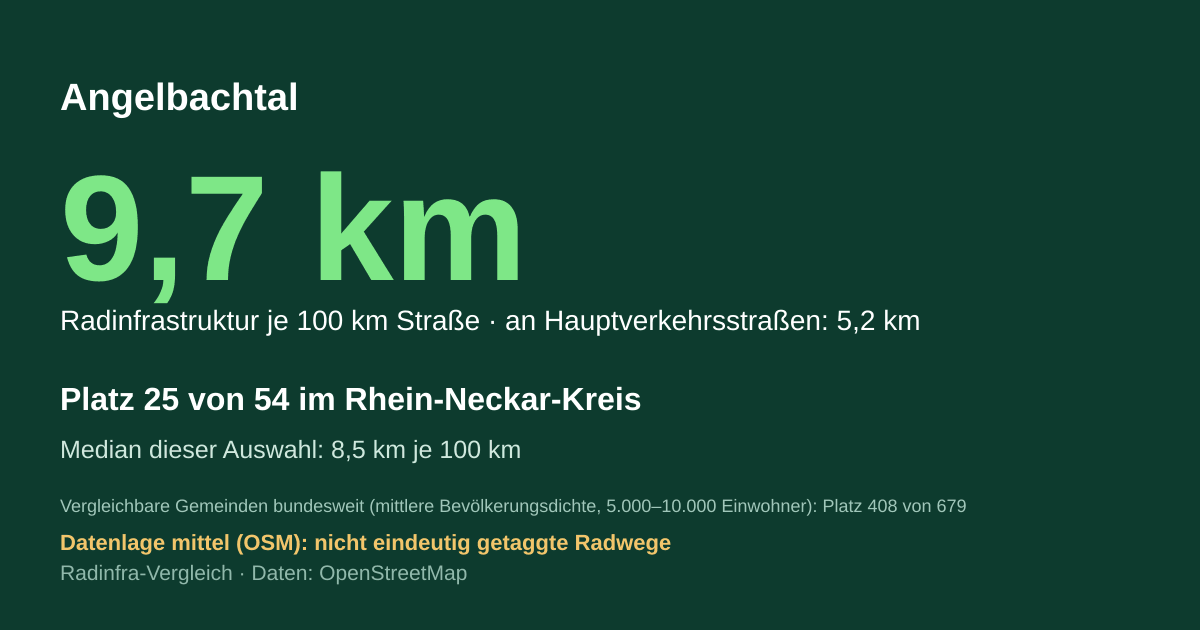 Angelbachtal
9,7 km
Radinfrastruktur je 100 km Straße · an Hauptverkehrsstraßen: 5,2 km
Platz 25 von 54 im Rhein-Neckar-Kreis
Median dieser Auswahl: 8,5 km je 100 km
Vergleichbare Gemeinden bundesweit (mittlere Bevölkerungsdichte, 5.000–10.000 Einwohner): Platz 408 von 679
Datenlage mittel (OSM): nicht eindeutig getaggte Radwege
Radinfra-Vergleich · Daten: OpenStreetMap